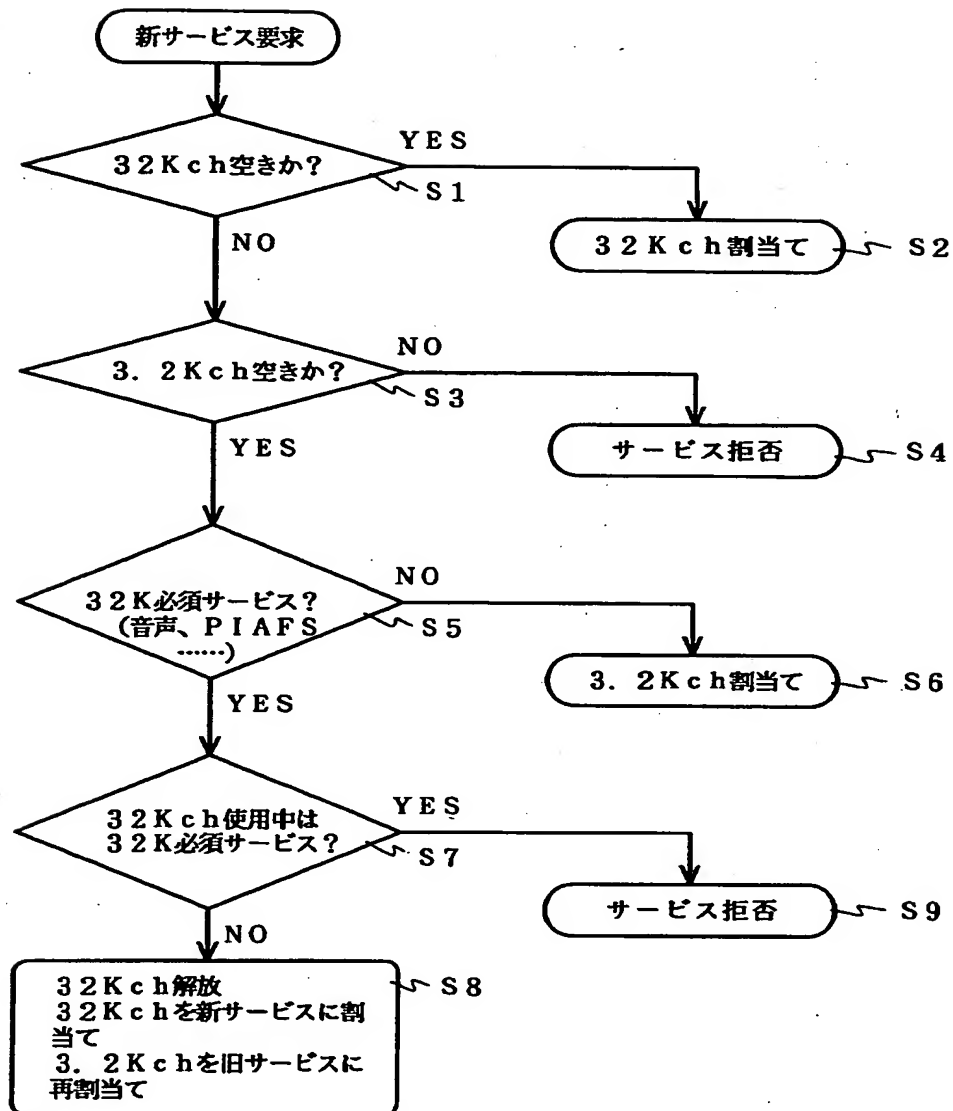 新サービス要求
32Kch空きか?
YES
S1
NO
32Kch割当て
S2
3.2Kch空きか?
NO
S3
YES
サービス拒否
S4
32K必須サービス?
(音声、PIAFS
……)
NO
S5
YES
3.2Kch割当て
S6
32Kch使用中は
32K必須サービス?
YES
S7
NO
サービス拒否
S9
32Kch解放
32Kchを新サービスに割
当て
3.2Kchを旧サービスに
再割当て
S8